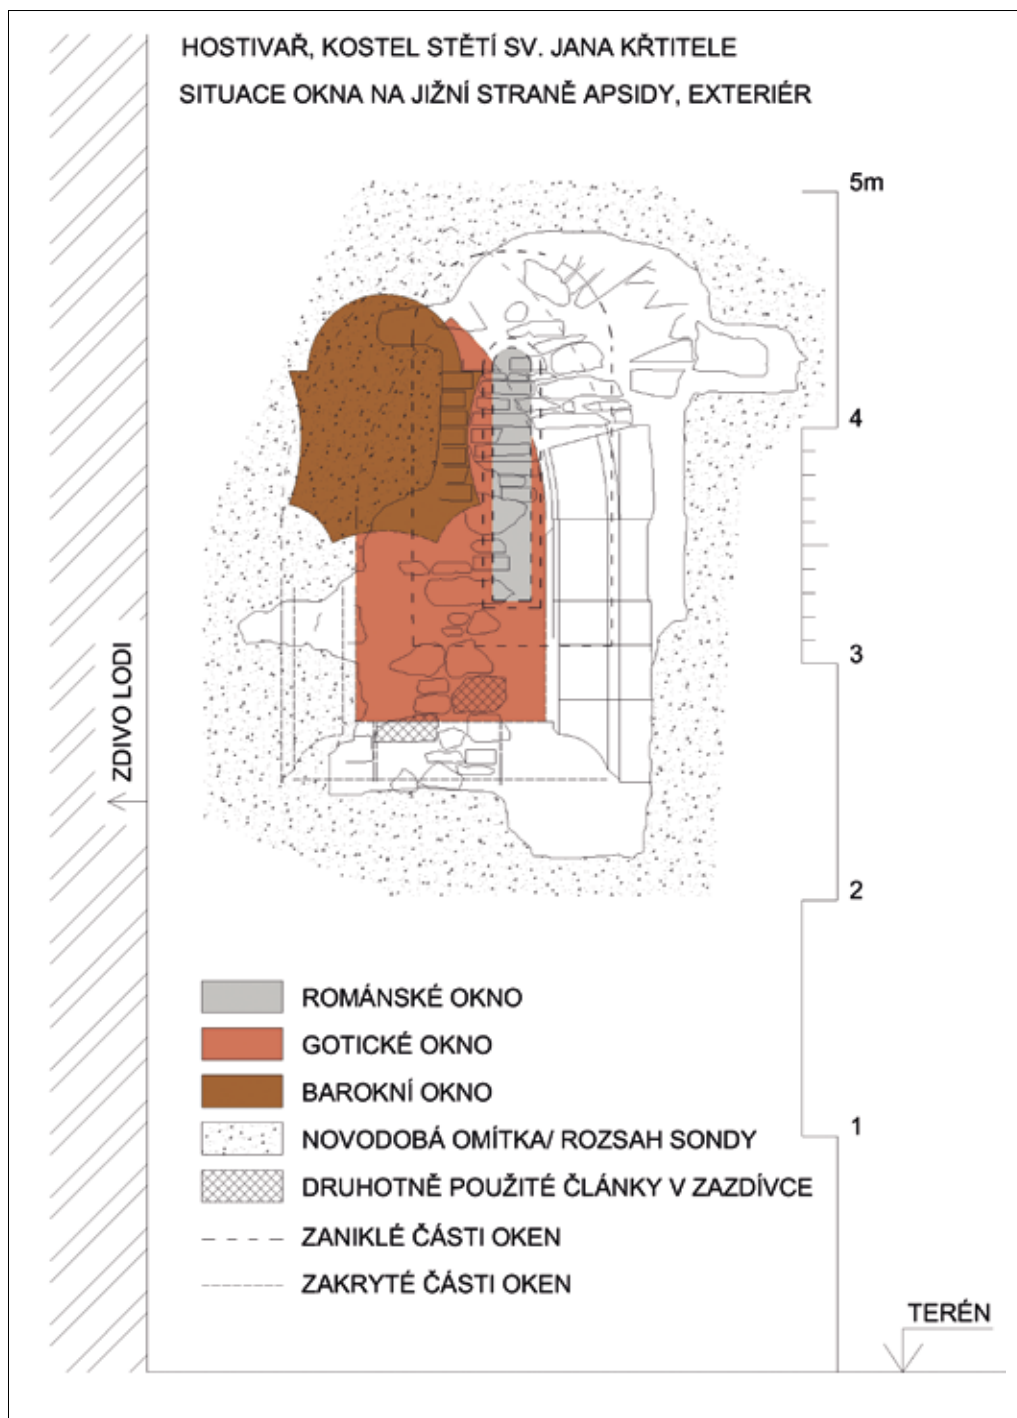 HOSTIVAŘ, KOSTEL STĚTÍ SV. JANA KŘTITELE
SITUACE OKNA NA JIŽNÍ STRANĚ APSIDY, EXTERIÉR
5m
4
3
ZDIVO LODI
2
ROMÁNSKÉ OKNO
GOTICKÉ OKNO
BAROKNÍ OKNO
NOVODOBÁ OMÍTKA/ ROZSAH SONDY
1
DRUHOTNĚ POUŽITÉ ČLÁNKY V ZAZDÍVCE
ZANIKLÉ ČÁSTI OKEN
ZAKRYTÉ ČÁSTI OKEN
TERÉN